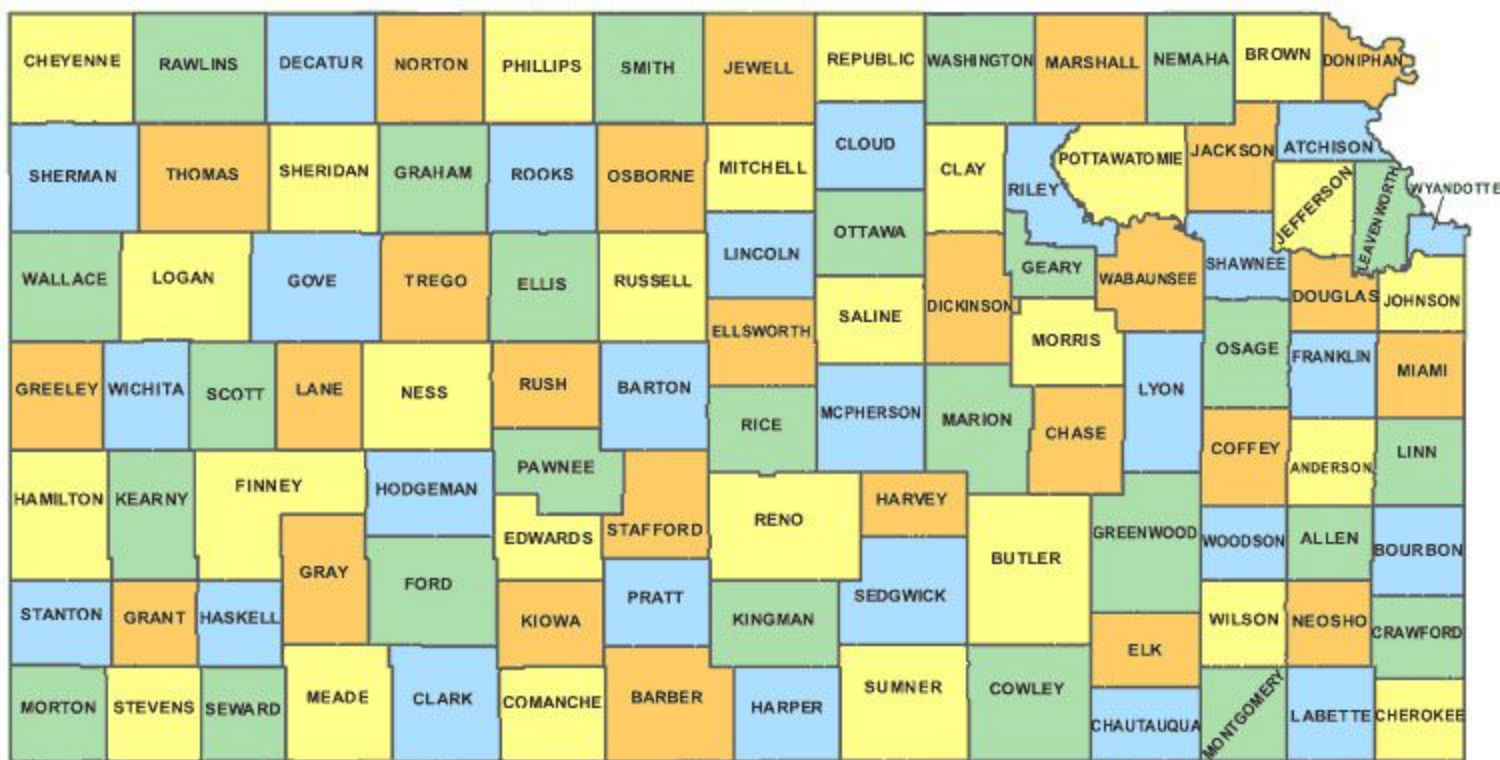 CHEYENNE
RAWLINS
DECATUR
NORTON
PHILLIPS
SMITH
JEWELL
REPUBLIC
WASHINGTON
MARSHALL
NEMAHA
BROWN
DONIPHAN
SHERMAN
THOMAS
SHERIDAN
GRAHAM
ROOKS
OSBORNE
MITCHELL
CLOUD
CLAY
RILEY
POTTAWATOMIE
JACKSON
ATCHISON
JEFFERSON
LEAVENWORTH
WYANDOTTE
WALLACE
LOGAN
GOVE
TREGO
ELLIS
RUSSELL
LINCOLN
OTTAWA
DICKINSON
GEARY
WABAUNSEE
SHAWNEE
DOUGLAS
JOHNSON
ELLSWORTH
SALINE
MORRIS
GREELEY
WICHITA
SCOTT
LANE
NESS
RUSH
BARTON
RICE
MCPHERSON
MARION
CHASE
LYON
OSAGE
FRANKLIN
MIAMI
HAMILTON
KEARNY
FINNEY
HODGEMAN
PAWNEE
STAFFORD
RENO
HARVEY
BUTLER
GREENWOOD
COFFEY
ANDERSON
LINN
EDWARDS
GRAY
FORD
WOODSON
ALLEN
BOURBON
STANTON
GRANT
HASKELL
KIOWA
PRATT
KINGMAN
SEDGWICK
ELK
WILSON
NEOSHO
CRAWFORD
MORTON
STEVENS
SEWARD
MEADE
CLARK
COMANCHE
BARBER
HARPER
SUMNER
COWLEY
CHAUTAUQUA
MONTGOMERY
LABETTE
CHEROKEE